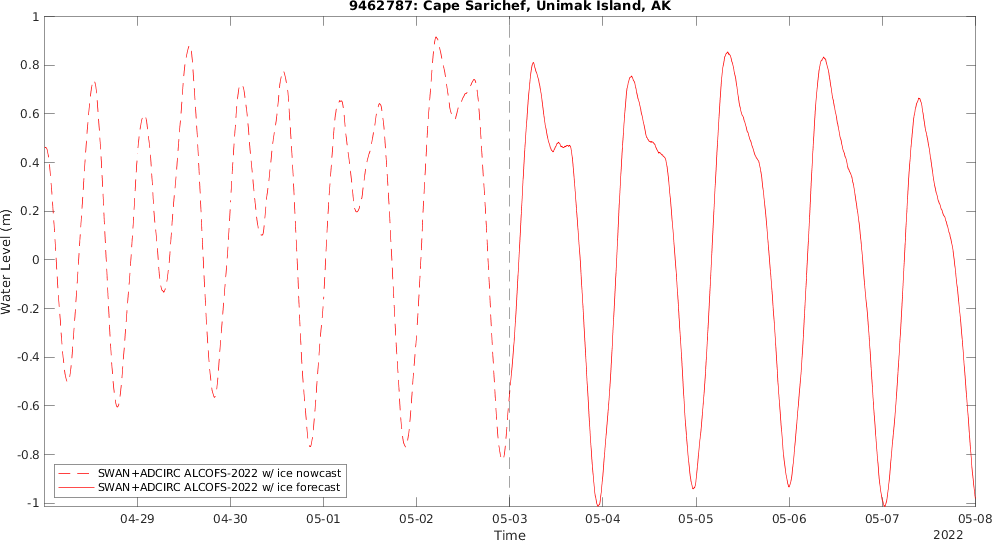 9462787: Cape Sarichef, Unimak Island, AK
1
0.8
0.6
0.4
0.2
0
-0.2
-0.4
-0.6
-0.8
-1
Water Level (m)
SWAN+ADCIRC ALCOFS-2022 w/ ice nowcast
SWAN+ADCIRC ALCOFS-2022 w/ ice forecast
04-29 04-30 05-01 05-02 05-03 05-04 05-05 05-06 05-07 05-08
Time
2022